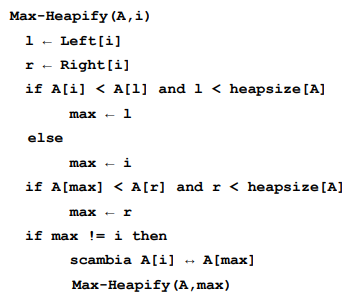 Max-Heapify(A,i)
l ← Left[i]
r ← Right[i]
if A[i] < A[l] and l < heapsize[A]
max ← l
else
max ← i
if A[max] < A[r] and r < heapsize[A]
max ← r
if max != i then
scambia A[i] ↔ A[max]
Max-Heapify(A,max)